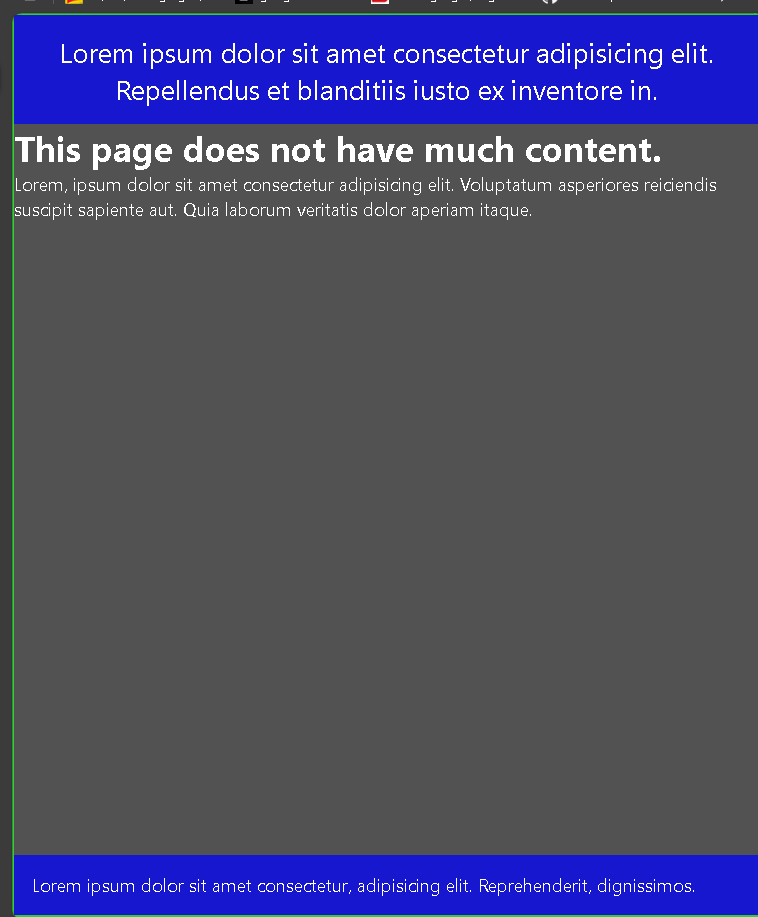 Lorem ipsum dolor sit amet consectetur adipisicing elit.
Repellendus et blanditiis iusto ex inventore in.
This page does not have much content.
Lorem, ipsum dolor sit amet consectetur adipisicing elit. Voluptatum asperiores reiciendis
suscipit sapiente aut. Quia laborum veritatis dolor aperiam itaque.
Lorem ipsum dolor sit amet consectetur, adipisicing elit. Reprehenderit, dignissimos.